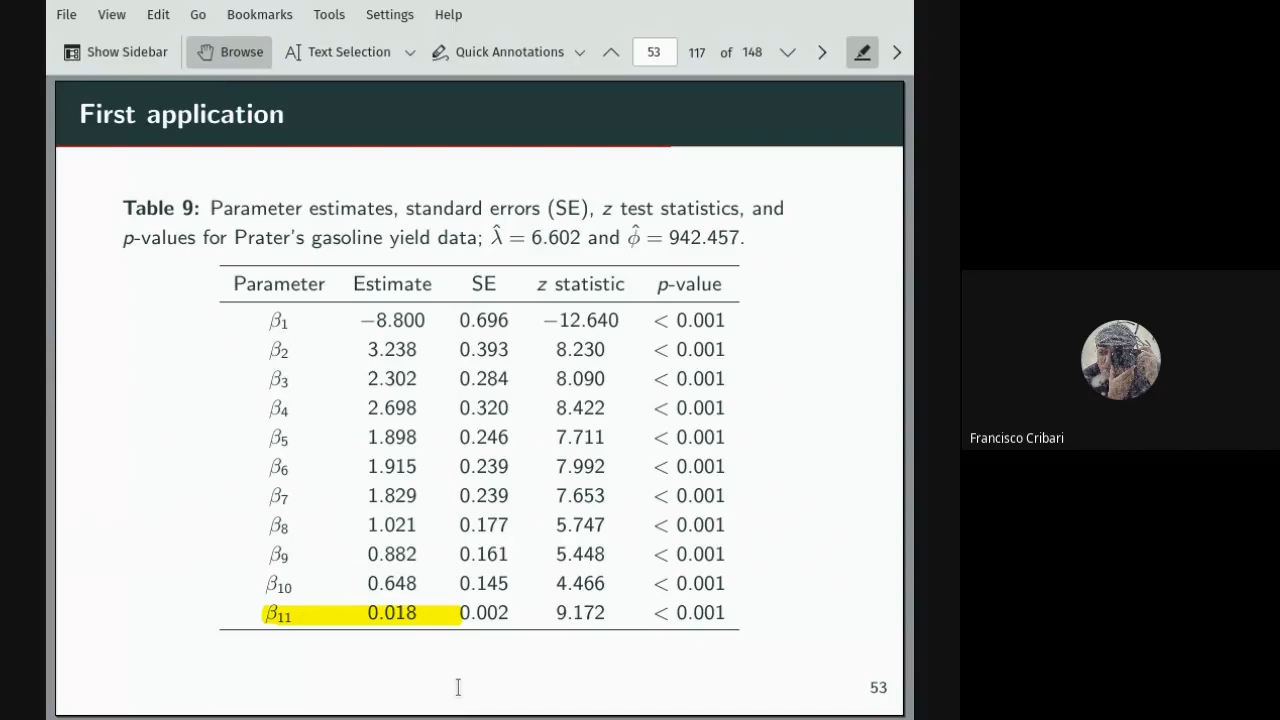 File View Edit Go Bookmarks Tools Settings Help
Show Sidebar Browse Text Selection Quick Annotations 53 117 of 148
First application
Table 9: Parameter estimates, standard errors (SE), z test statistics, and
p-values for Prater's gasoline yield data; λ̂ = 6.602 and ϕ̂ = 942.457.
Parameter Estimate SE z statistic p-value
β1 −8.800 0.696 −12.640 < 0.001
β2 3.238 0.393 8.230 < 0.001
β3 2.302 0.284 8.090 < 0.001
β4 2.698 0.320 8.422 < 0.001
β5 1.898 0.246 7.711 < 0.001
β6 1.915 0.239 7.992 < 0.001
β7 1.829 0.239 7.653 < 0.001
β8 1.021 0.177 5.747 < 0.001
β9 0.882 0.161 5.448 < 0.001
β10 0.648 0.145 4.466 < 0.001
β11 0.018 0.002 9.172 < 0.001
53
Francisco Cribari